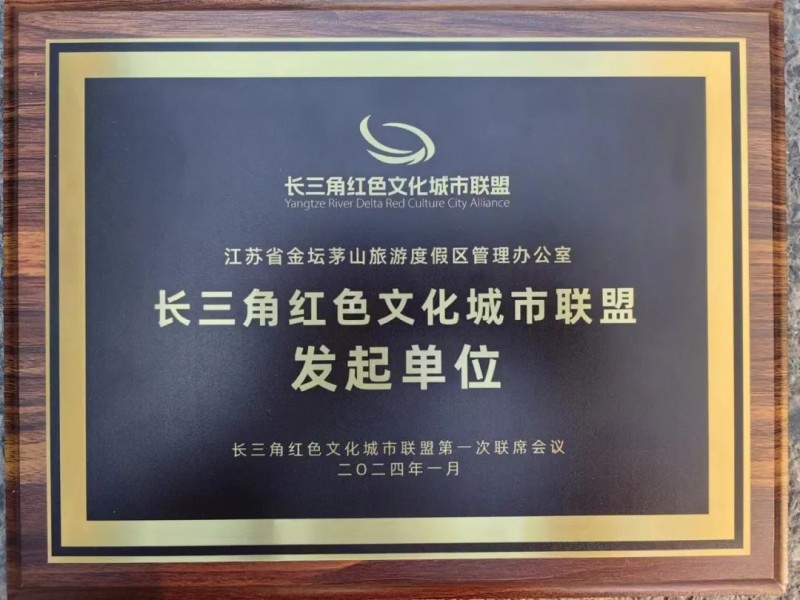 长三角红色文化城市联盟
Yangtze River Delta Red Culture City Alliance
江苏省金坛茅山旅游度假区管理办公室
长三角红色文化城市联盟
发起单位
长三角红色文化城市联盟第一次联席会议
二〇二四年一月